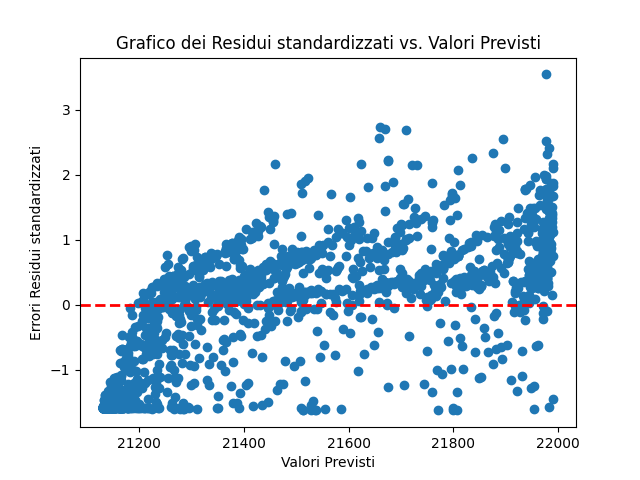 Grafico dei Residui standardizzati vs. Valori Previsti
Errori Residui standardizzati
3
2
1
0
−1
21200 21400 21600 21800 22000
Valori Previsti